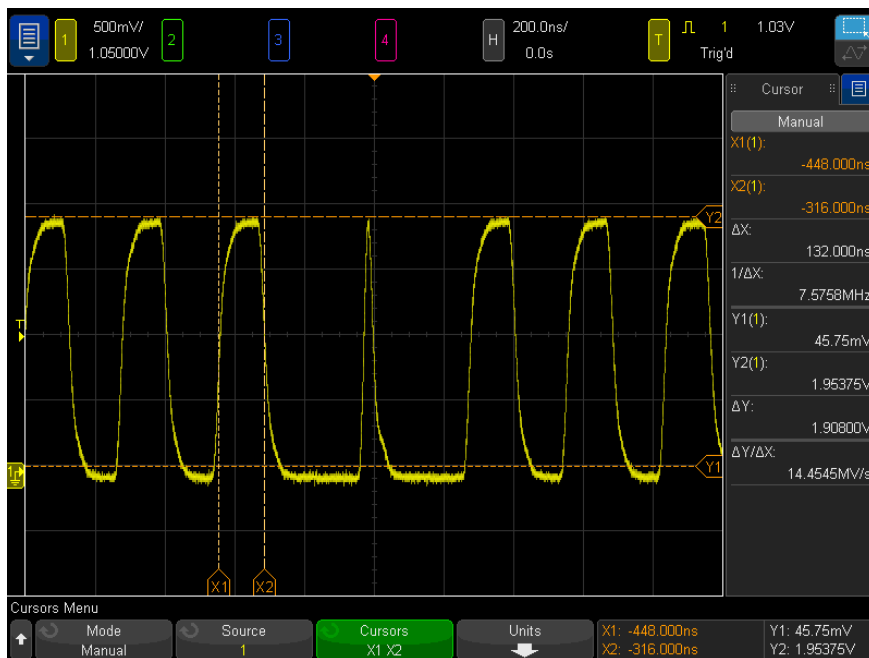 500mV/ 200.0ns/ 1 1.03V
1 1.05000V 2 3 4 H 0.0s T Trig'd
Cursor
Manual
X1(1):
-448.000ns
X2(1):
-316.000ns
ΔX:
132.000ns
1/ΔX:
7.5758MHz
Y1(1):
45.75mV
Y2(1):
1.95375V
ΔY:
1.90800V
ΔY/ΔX:
14.4545MV/s
Y2
T
1
Y1
X1 X2
Cursors Menu
Mode Source Cursors Units X1: -448.000ns Y1: 45.75mV
Manual 1 X1 X2 X2: -316.000ns Y2: 1.95375V